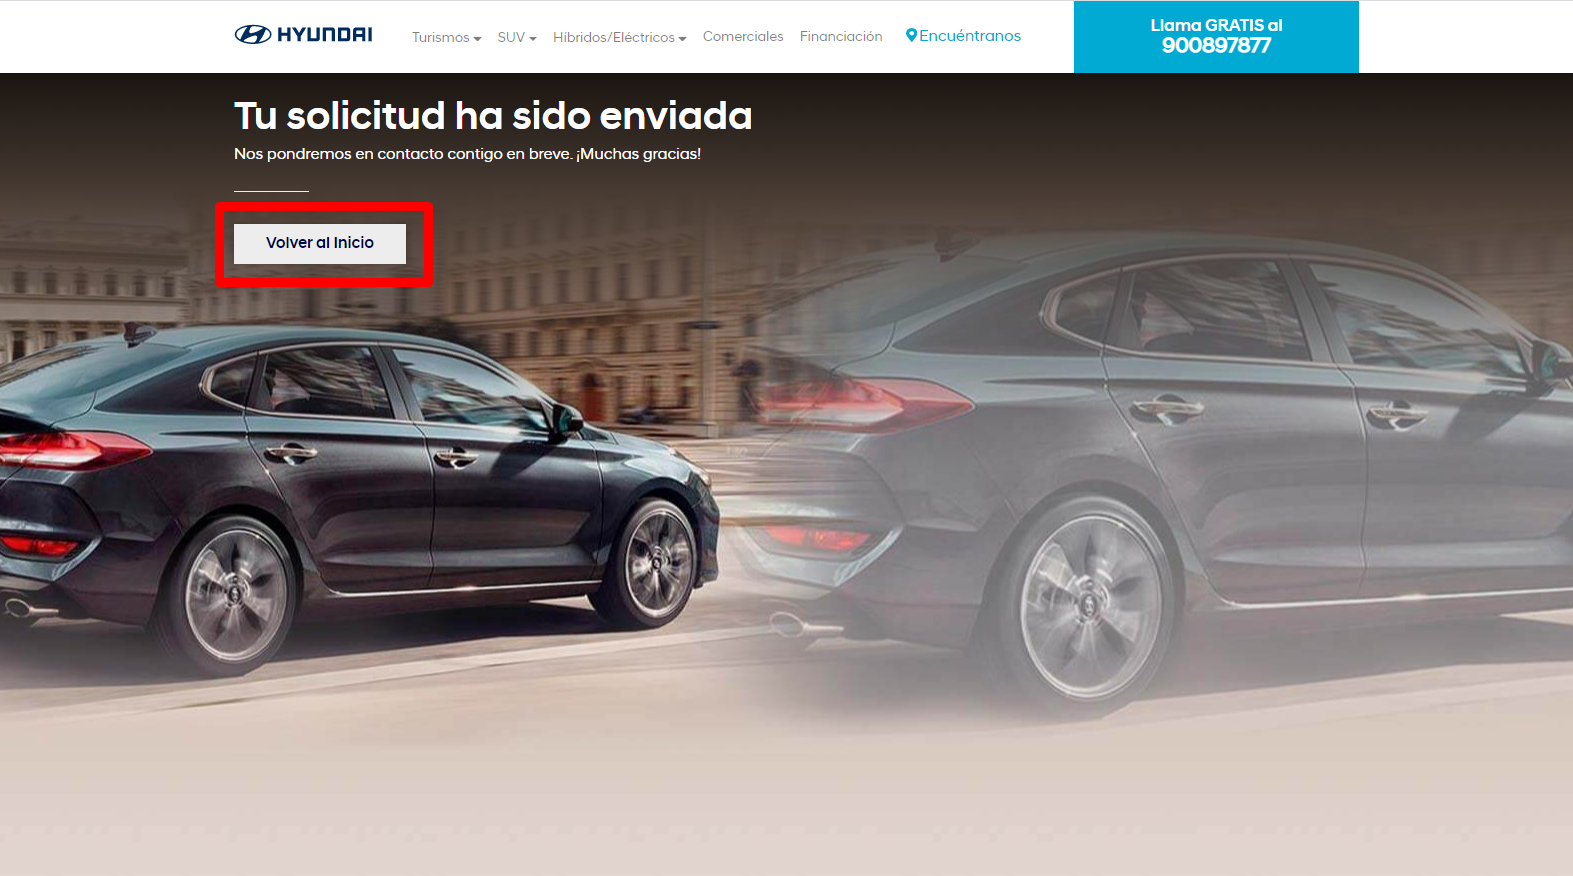 HYUNDAI
Turismos
SUV
Híbridos/Eléctricos
Comerciales
Financiación
Encuéntranos
Llama GRATIS al
900897877
Tu solicitud ha sido enviada
Nos pondremos en contacto contigo en breve. ¡Muchas gracias!
Volver al Inicio